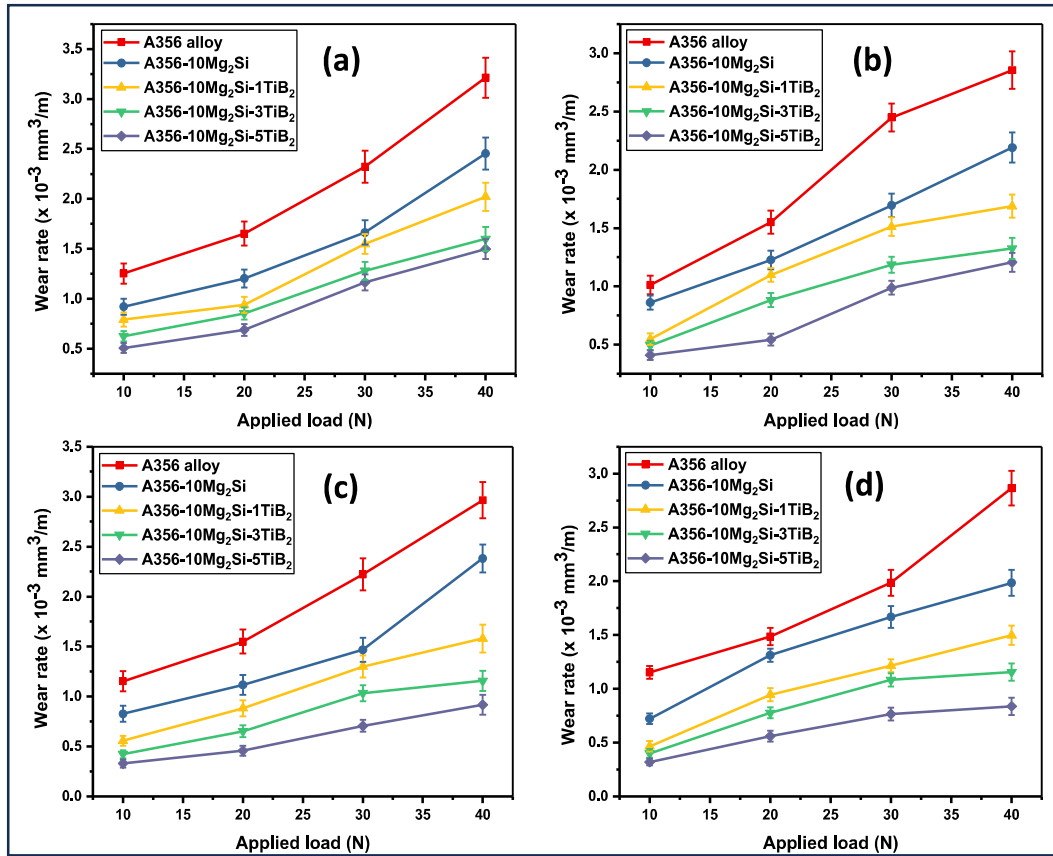 (a)
A356 alloy
A356-10Mg₂Si
A356-10Mg₂Si-1TiB₂
A356-10Mg₂Si-3TiB₂
A356-10Mg₂Si-5TiB₂
Wear rate (x 10⁻³ mm³/m)
3.5
3.0
2.5
2.0
1.5
1.0
0.5
10 15 20 25 30 35 40
Applied load (N)
(b)
A356 alloy
A356-10Mg₂Si
A356-10Mg₂Si-1TiB₂
A356-10Mg₂Si-3TiB₂
A356-10Mg₂Si-5TiB₂
Wear rate (x 10⁻³ mm³/m)
3.0
2.5
2.0
1.5
1.0
0.5
10 15 20 25 30 35 40
Applied load (N)
(c)
A356 alloy
A356-10Mg₂Si
A356-10Mg₂Si-1TiB₂
A356-10Mg₂Si-3TiB₂
A356-10Mg₂Si-5TiB₂
Wear rate (x 10⁻³ mm³/m)
3.5
3.0
2.5
2.0
1.5
1.0
0.5
0.0
10 15 20 25 30 35 40
Applied load (N)
(d)
A356 alloy
A356-10Mg₂Si
A356-10Mg₂Si-1TiB₂
A356-10Mg₂Si-3TiB₂
A356-10Mg₂Si-5TiB₂
Wear rate (x 10⁻³ mm³/m)
3.0
2.5
2.0
1.5
1.0
0.5
0.0
10 15 20 25 30 35 40
Applied load (N)